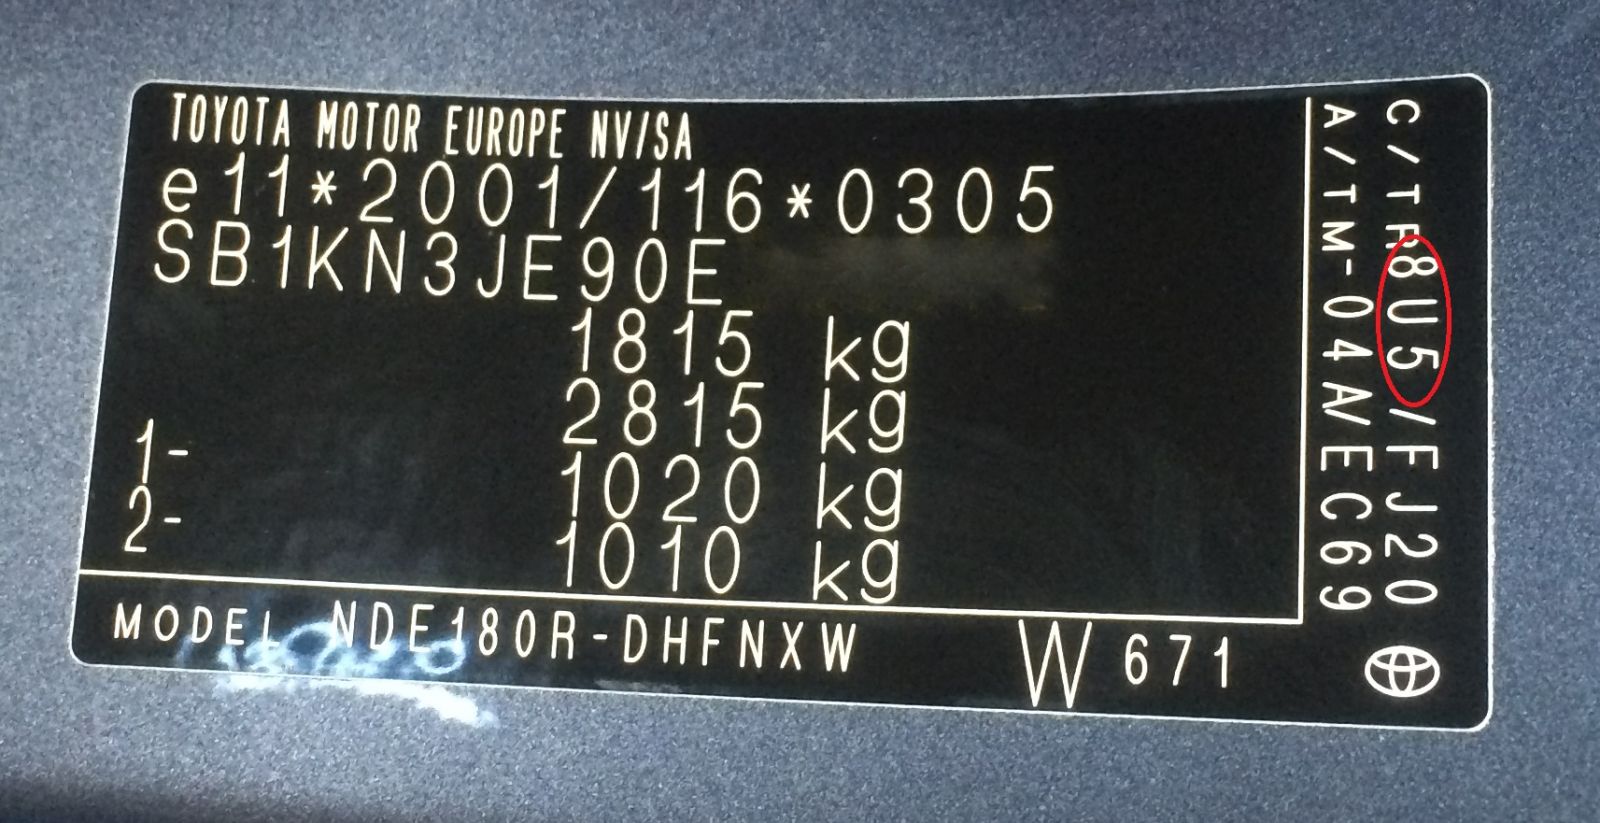 TOYOTA MOTOR EUROPE NV/SA
e11*2001/116*0305
SB1KN3JE90E
1815 kg
2815 kg
1- 1020 kg
2- 1010 kg
MODEL NDE180R-DHFNXW W671
C/TR8U5 /FJ20
A/TM-04A/EC69